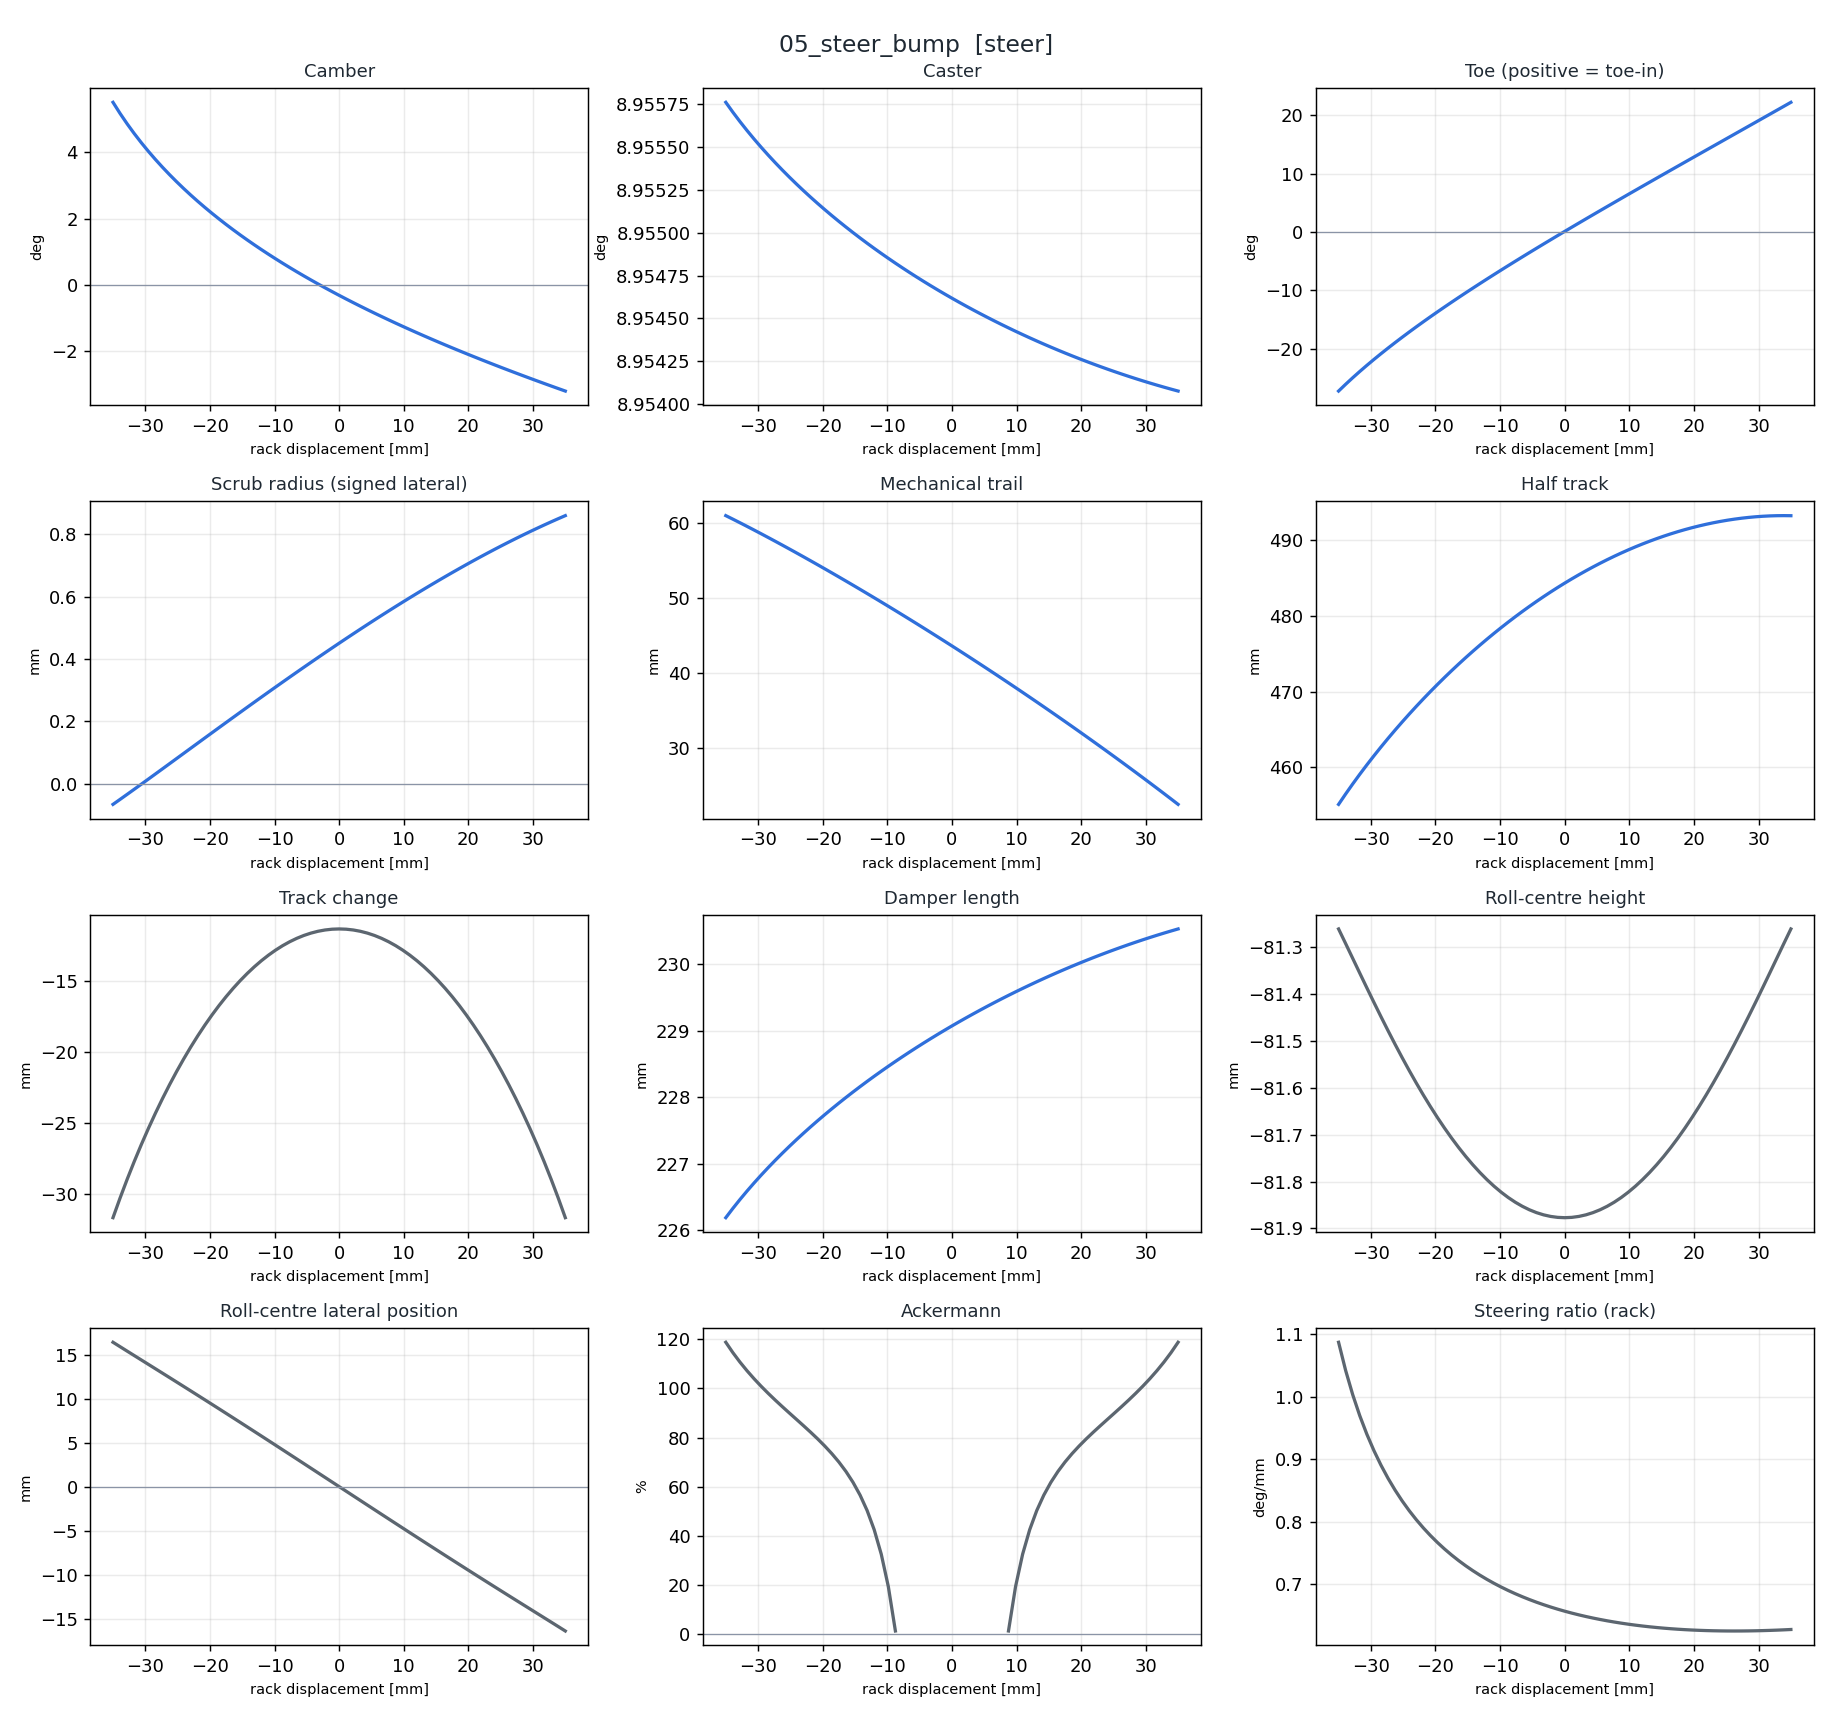 05_steer_bump  [steer]
Camber
Caster
Toe (positive = toe-in)
4
2
0
−2
deg
−30 −20 −10 0 10 20 30
rack displacement [mm]
8.95575
8.95550
8.95525
8.95500
8.95475
8.95450
8.95425
8.95400
deg
−30 −20 −10 0 10 20 30
rack displacement [mm]
20
10
0
−10
−20
deg
−30 −20 −10 0 10 20 30
rack displacement [mm]
Scrub radius (signed lateral)
Mechanical trail
Half track
0.8
0.6
0.4
0.2
0.0
mm
−30 −20 −10 0 10 20 30
rack displacement [mm]
60
50
40
30
mm
−30 −20 −10 0 10 20 30
rack displacement [mm]
490
480
470
460
mm
−30 −20 −10 0 10 20 30
rack displacement [mm]
Track change
Damper length
Roll-centre height
−15
−20
−25
−30
mm
−30 −20 −10 0 10 20 30
rack displacement [mm]
230
229
228
227
226
mm
−30 −20 −10 0 10 20 30
rack displacement [mm]
−81.3
−81.4
−81.5
−81.6
−81.7
−81.8
−81.9
mm
−30 −20 −10 0 10 20 30
rack displacement [mm]
Roll-centre lateral position
Ackermann
Steering ratio (rack)
15
10
5
0
−5
−10
−15
mm
−30 −20 −10 0 10 20 30
rack displacement [mm]
120
100
80
60
40
20
0
%
−30 −20 −10 0 10 20 30
rack displacement [mm]
1.1
1.0
0.9
0.8
0.7
deg/mm
−30 −20 −10 0 10 20 30
rack displacement [mm]